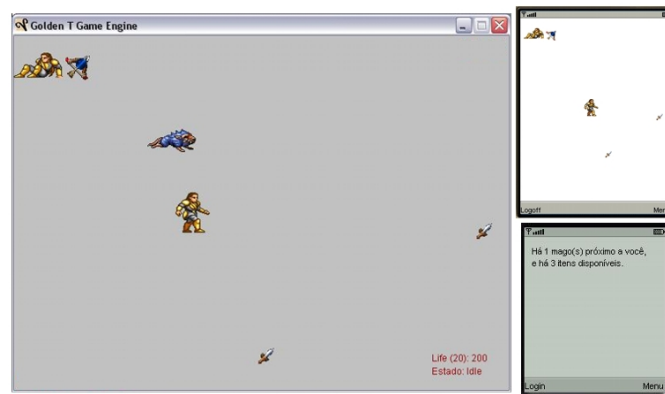 Golden T Game Engine
Life (20): 200
Estado: Idle
Logoff
Men
Há 1 mago(s) próximo a você,
e há 3 itens disponíveis.
Login
Menu